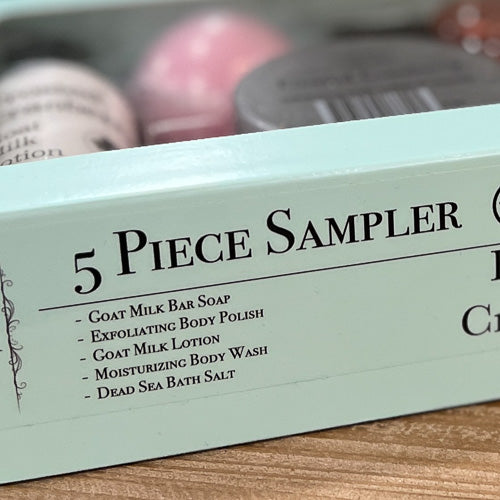 Milk
5 Piece Sampler
- Goat Milk Bar Soap
- Exfoliating Body Polish
- Goat Milk Lotion
- Moisturizing Body Wash
- Dead Sea Bath Salt